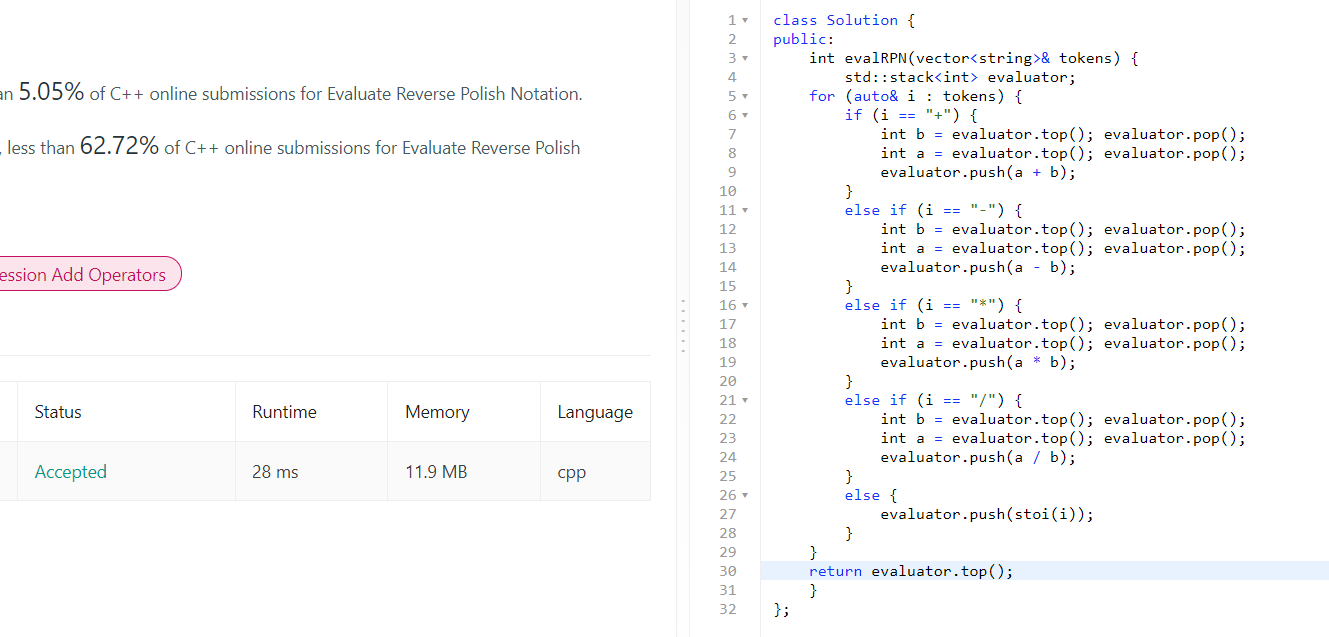 an 5.05% of C++ online submissions for Evaluate Reverse Polish Notation.
, less than 62.72% of C++ online submissions for Evaluate Reverse Polish
ession Add Operators
Status Runtime Memory Language
Accepted 28 ms 11.9 MB cpp
1 class Solution {
2 public:
3     int evalRPN(vector<string>& tokens) {
4         std::stack<int> evaluator;
5     for (auto& i : tokens) {
6         if (i == "+") {
7             int b = evaluator.top(); evaluator.pop();
8             int a = evaluator.top(); evaluator.pop();
9             evaluator.push(a + b);
10         }
11         else if (i == "-") {
12             int b = evaluator.top(); evaluator.pop();
13             int a = evaluator.top(); evaluator.pop();
14             evaluator.push(a - b);
15         }
16         else if (i == "*") {
17             int b = evaluator.top(); evaluator.pop();
18             int a = evaluator.top(); evaluator.pop();
19             evaluator.push(a * b);
20         }
21         else if (i == "/") {
22             int b = evaluator.top(); evaluator.pop();
23             int a = evaluator.top(); evaluator.pop();
24             evaluator.push(a / b);
25         }
26         else {
27             evaluator.push(stoi(i));
28         }
29     }
30     return evaluator.top();
31     }
32 };